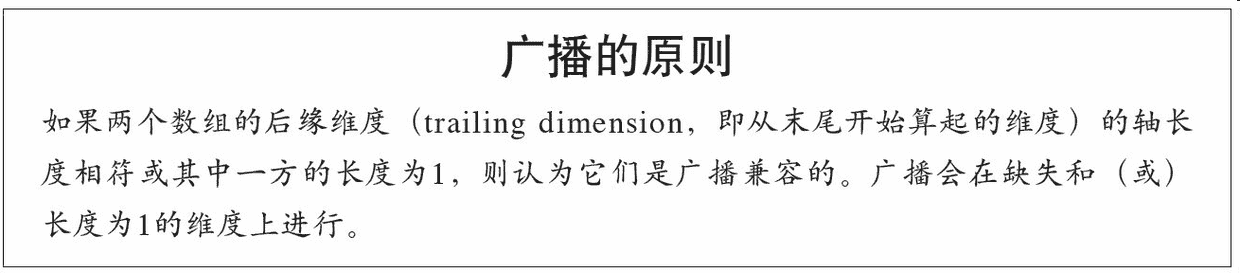 广播的原则
如果两个数组的后缘维度（trailing dimension，即从末尾开始算起的维度）的轴长
度相符或其中一方的长度为1，则认为它们是广播兼容的。广播会在缺失和（或）
长度为1的维度上进行。